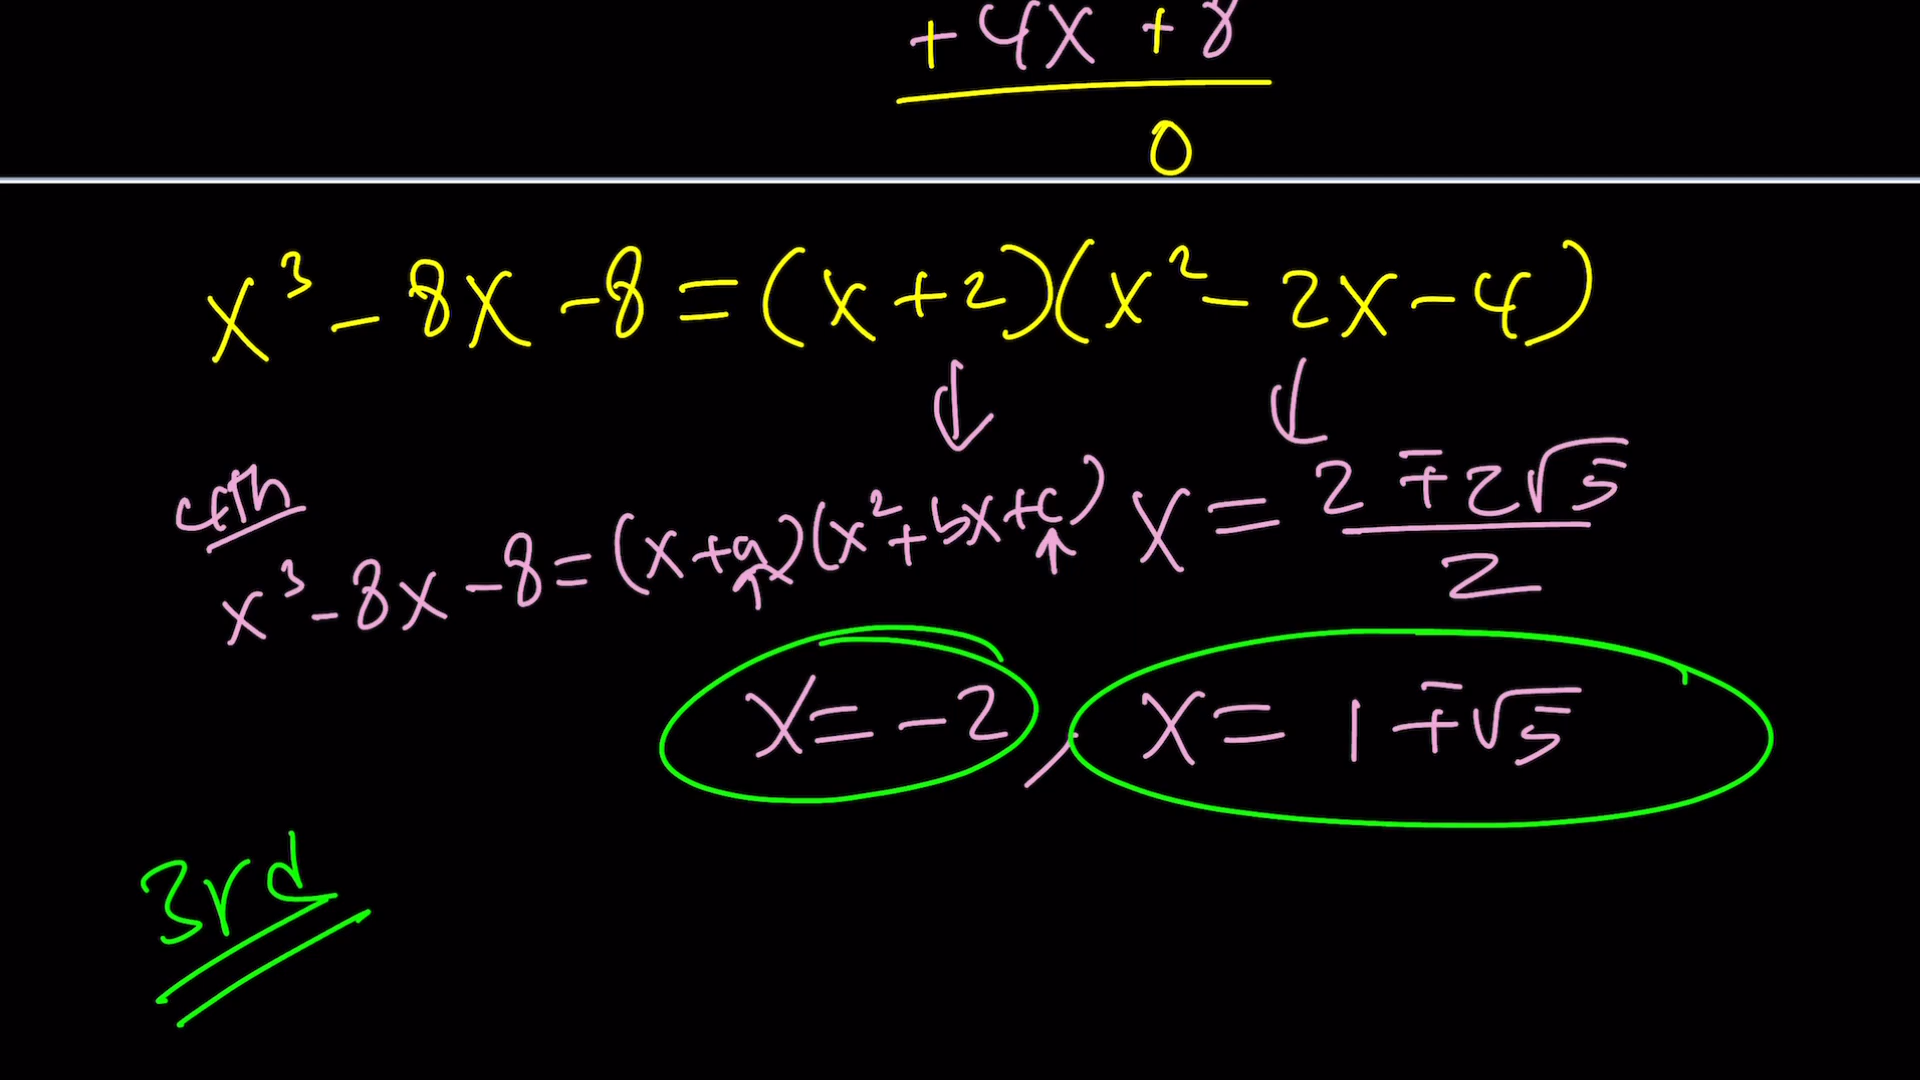 + 4x + 8
0
x³ - 8x - 8 = (x + 2)(x² - 2x - 4)
4th
x³ - 8x - 8 = (x + a)(x² + bx + c)
x = (2 ∓ 2√5)/2
x = -2, x = 1 ∓ √5
3rd